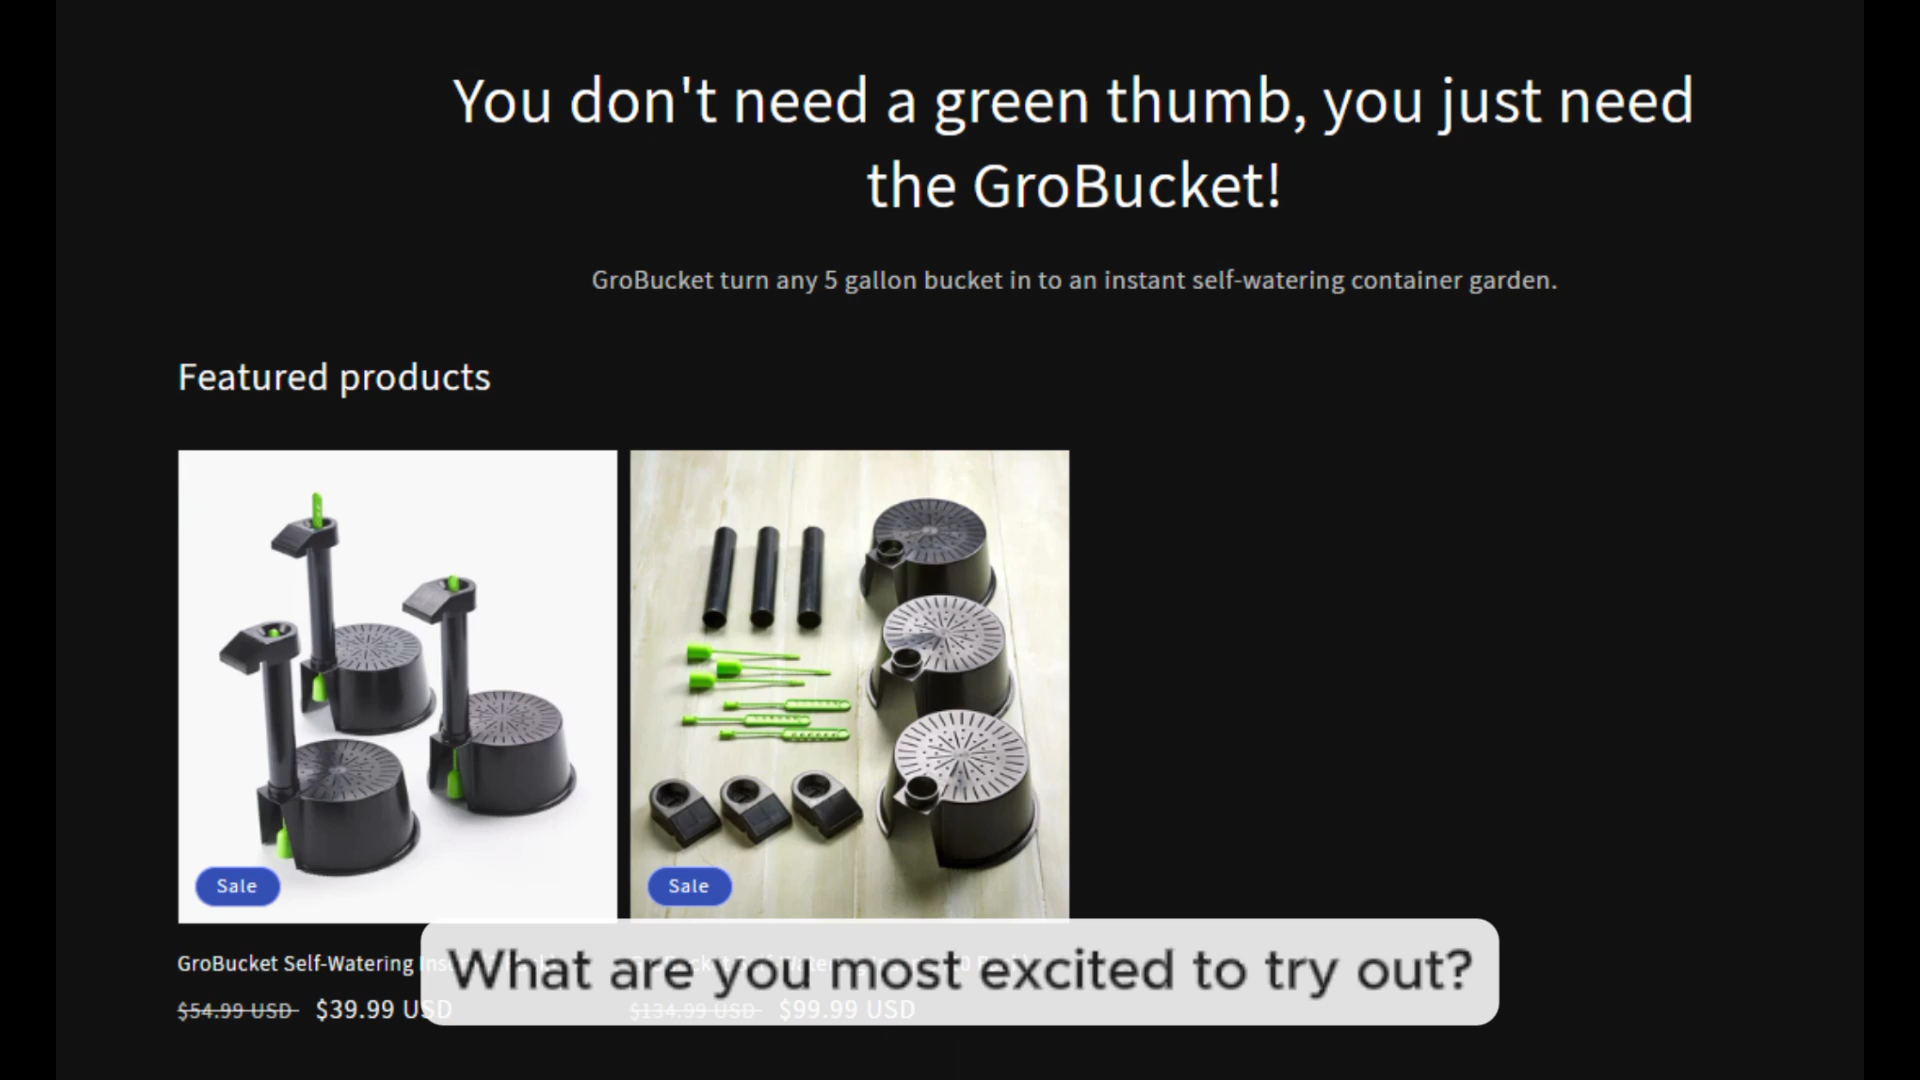 You don't need a green thumb, you just need
the GroBucket!
GroBucket turn any 5 gallon bucket in to an instant self-watering container garden.
Featured products
Sale
Sale
GroBucket Self-Watering
$54.99 USD $39.99 USD
$134.99 USD $99.99 USD
What are you most excited to try out?